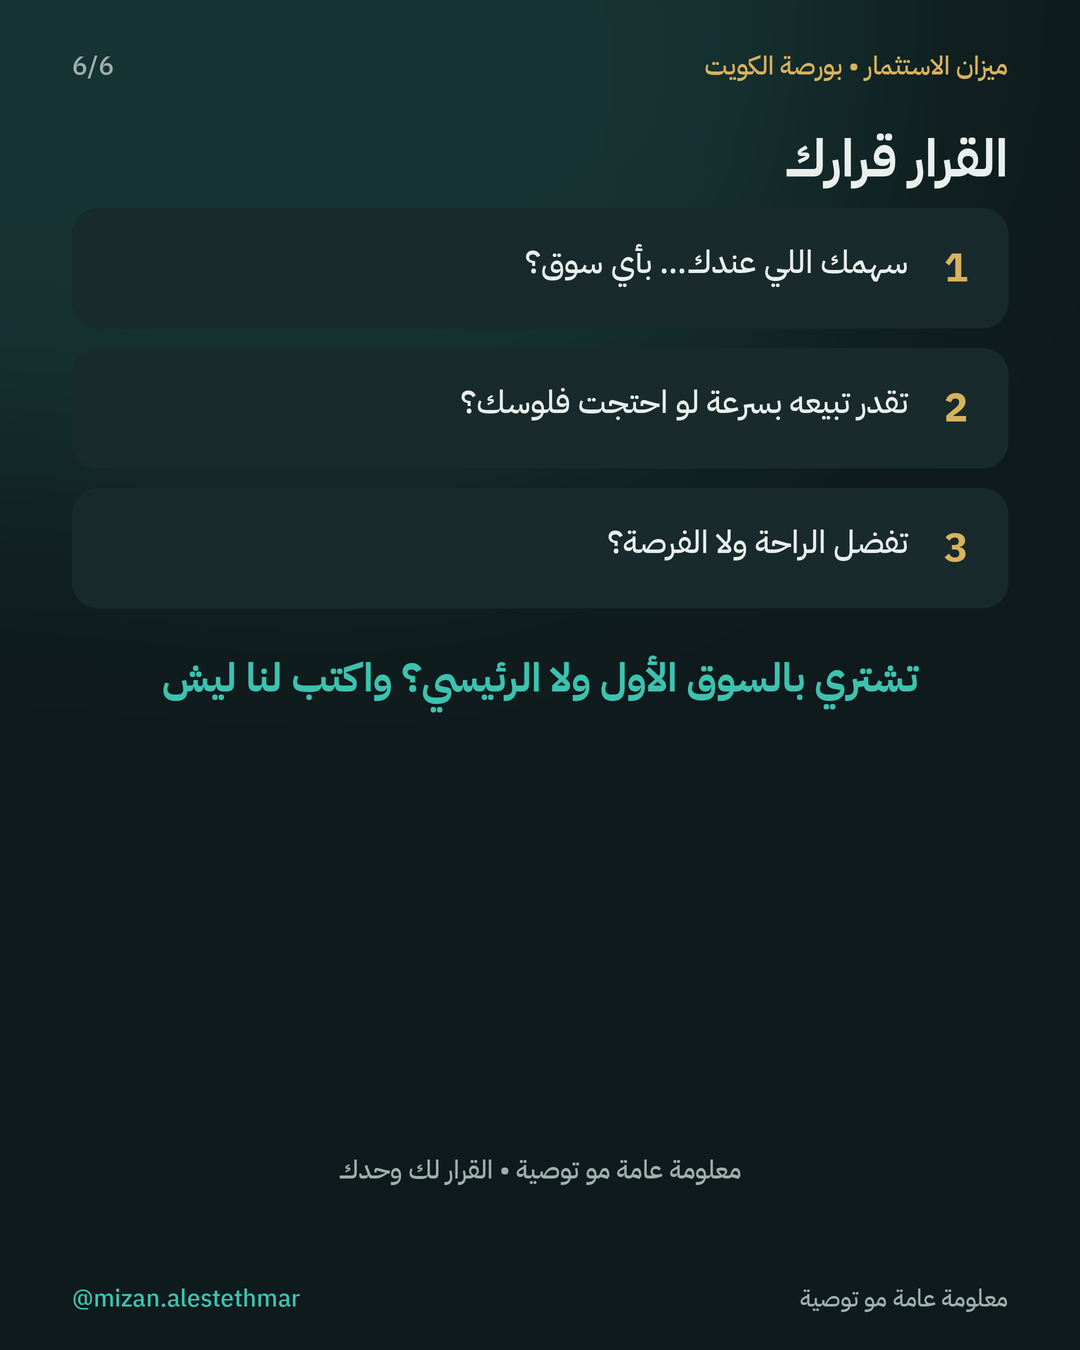 ميزان الاستثمار • بورصة الكويت
6/6
القرار قرارك
1 سهمك اللي عندك... بأي سوق؟
2 تقدر تبيعه بسرعة لو احتجت فلوسك؟
3 تفضل الراحة ولا الفرصة؟
تشتري بالسوق الأول ولا الرئيسي؟ واكتب لنا ليش
معلومة عامة مو توصية • القرار لك وحدك
معلومة عامة مو توصية
@mizan.alestethmar